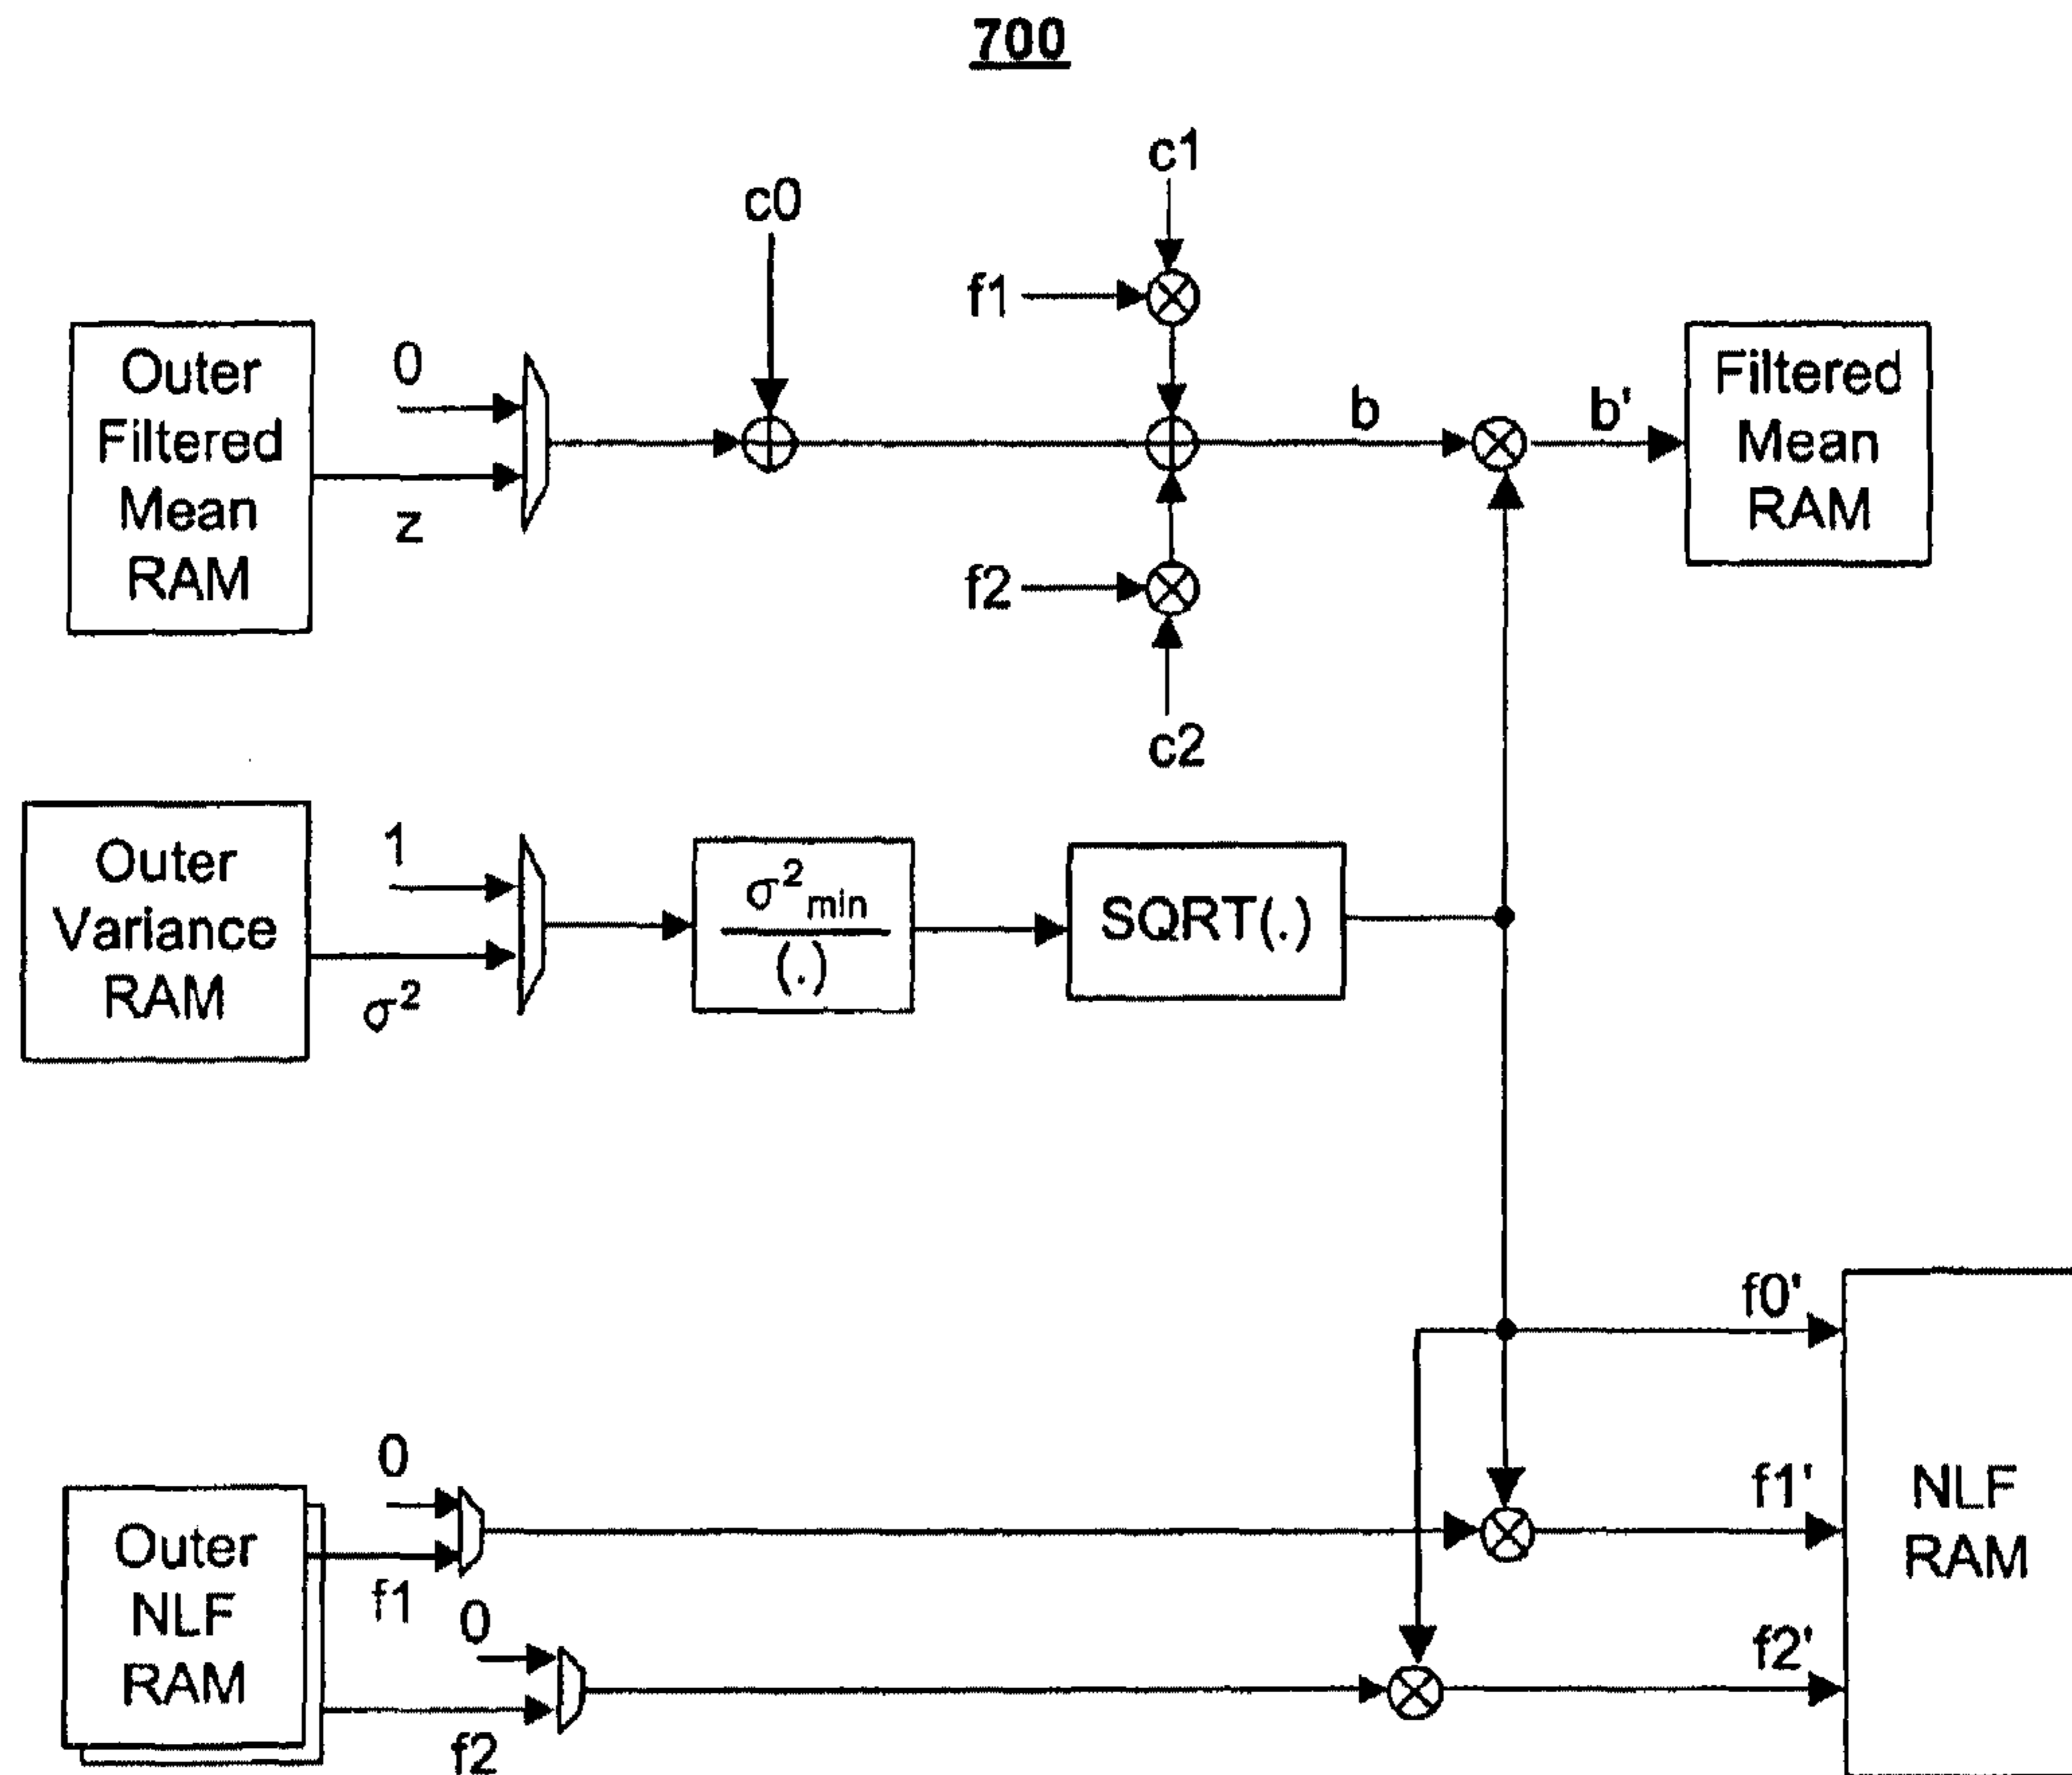 700
c1
c0
f1
Outer
Filtered
Mean
RAM
0
z
b
b'
Filtered
Mean
RAM
f2
c2
Outer
Variance
RAM
1
σ²
σ²min
(.)
SQRT(.)
f0'
0
f1
Outer
NLF
RAM
0
f2
f1'
f2'
NLF
RAM